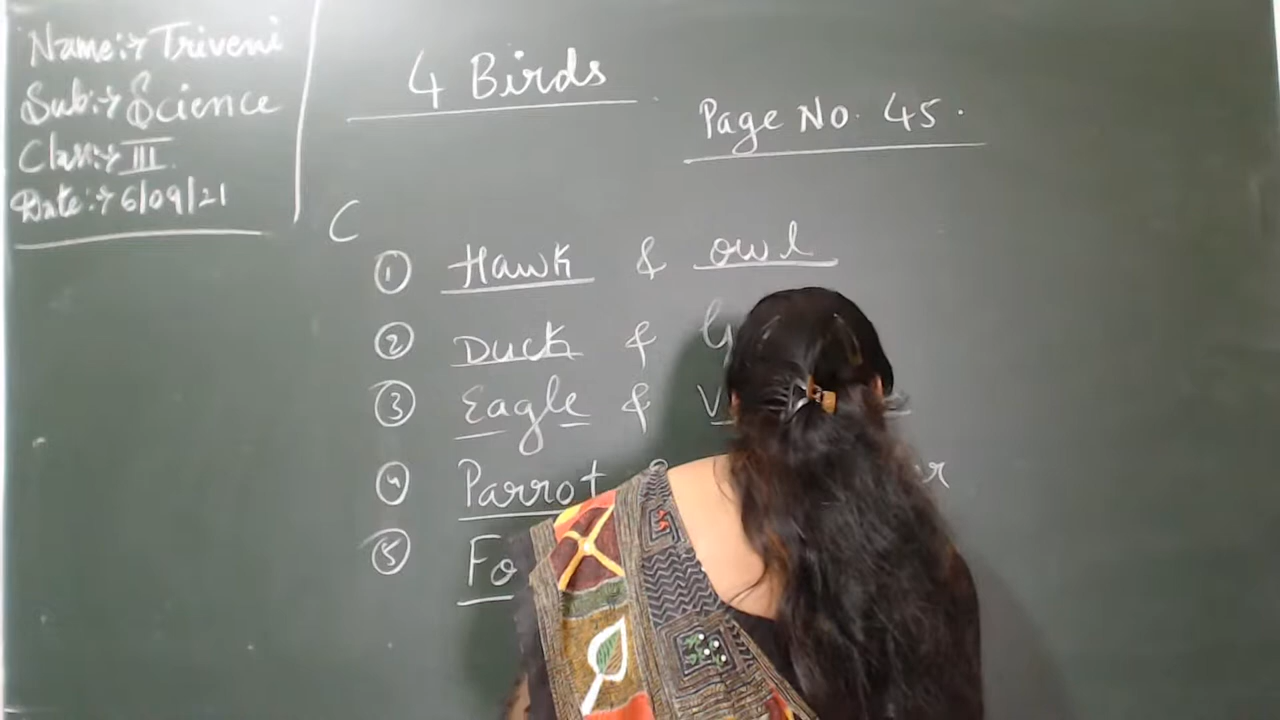 Name:→ Triveni
Sub:→ Science
Class:→ III
Date:→ 6/09/21
4 Birds
Page No. 45.
C
1 Hawk & owl
2 Duck &
3 Eagle &
4 Parrot
5